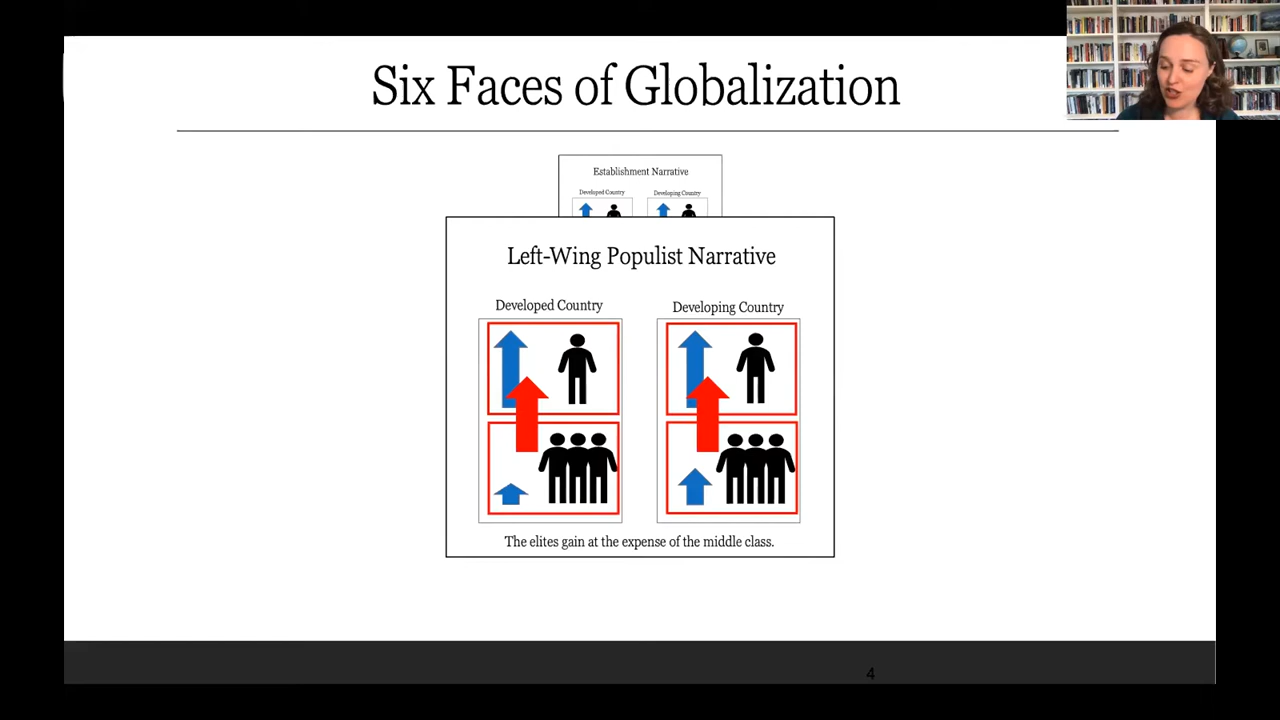 Six Faces of Globalization
Establishment Narrative
Developed Country
Developing Country
Left-Wing Populist Narrative
Developed Country
Developing Country
The elites gain at the expense of the middle class.
4